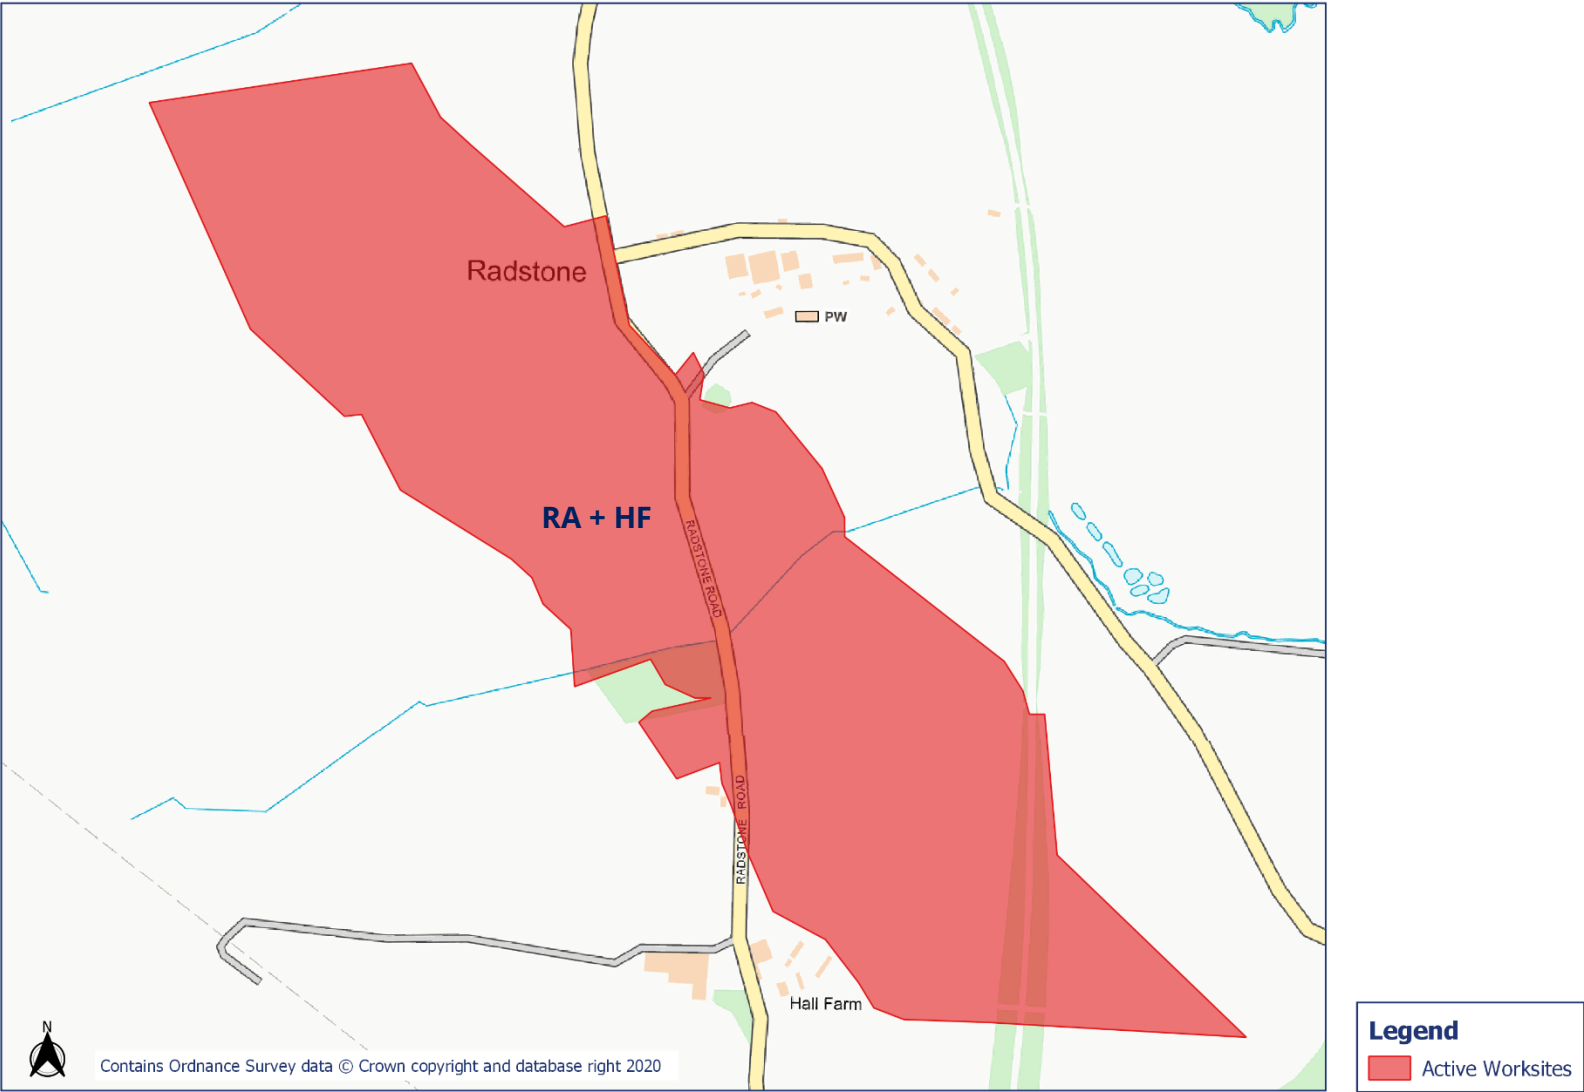 Radstone
PW
RA + HF
RADSTONE ROAD
RADSTONE ROAD
Hall Farm
N
Contains Ordnance Survey data © Crown copyright and database right 2020
Legend
Active Worksites